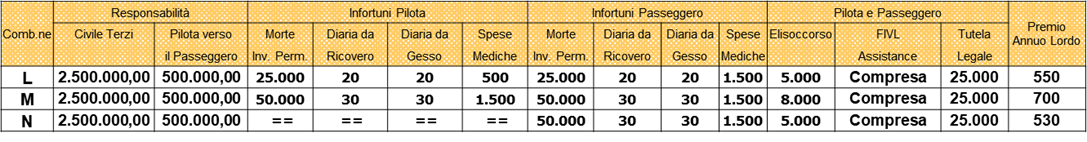 Responsabilità Infortuni Pilota Infortuni Passeggero Pilota e Passeggero
Comb.ne Civile Terzi Pilota verso il Passeggero Morte Inv. Perm. Diaria da Ricovero Diaria da Gesso Spese Mediche Morte Inv. Perm. Diaria da Ricovero Diaria da Gesso Spese Mediche Elisoccorso FIVL Assistance Tutela Legale Premio Annuo Lordo
L 2.500.000,00 500.000,00 25.000 20 20 500 25.000 20 20 1.500 5.000 Compresa 25.000 550
M 2.500.000,00 500.000,00 50.000 30 30 1.500 50.000 30 30 1.500 8.000 Compresa 25.000 700
N 2.500.000,00 500.000,00 == == == == 50.000 30 30 1.500 5.000 Compresa 25.000 530